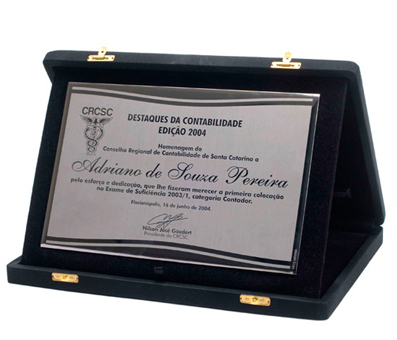 CRCSC
DESTAQUES DA CONTABILIDADE
EDIÇÃO 2004
Homenagem do
Conselho Regional de Contabilidade de Santa Catarina a
Adriano de Souza Pereira
pelo esforço e dedicação, que lhe fizeram merecer a primeira colocação
no Exame de Suficiência 2003/1, categoria Contador.
Florianópolis, 16 de junho de 2004.
Nilson José Goedert
Presidente do CRCSC